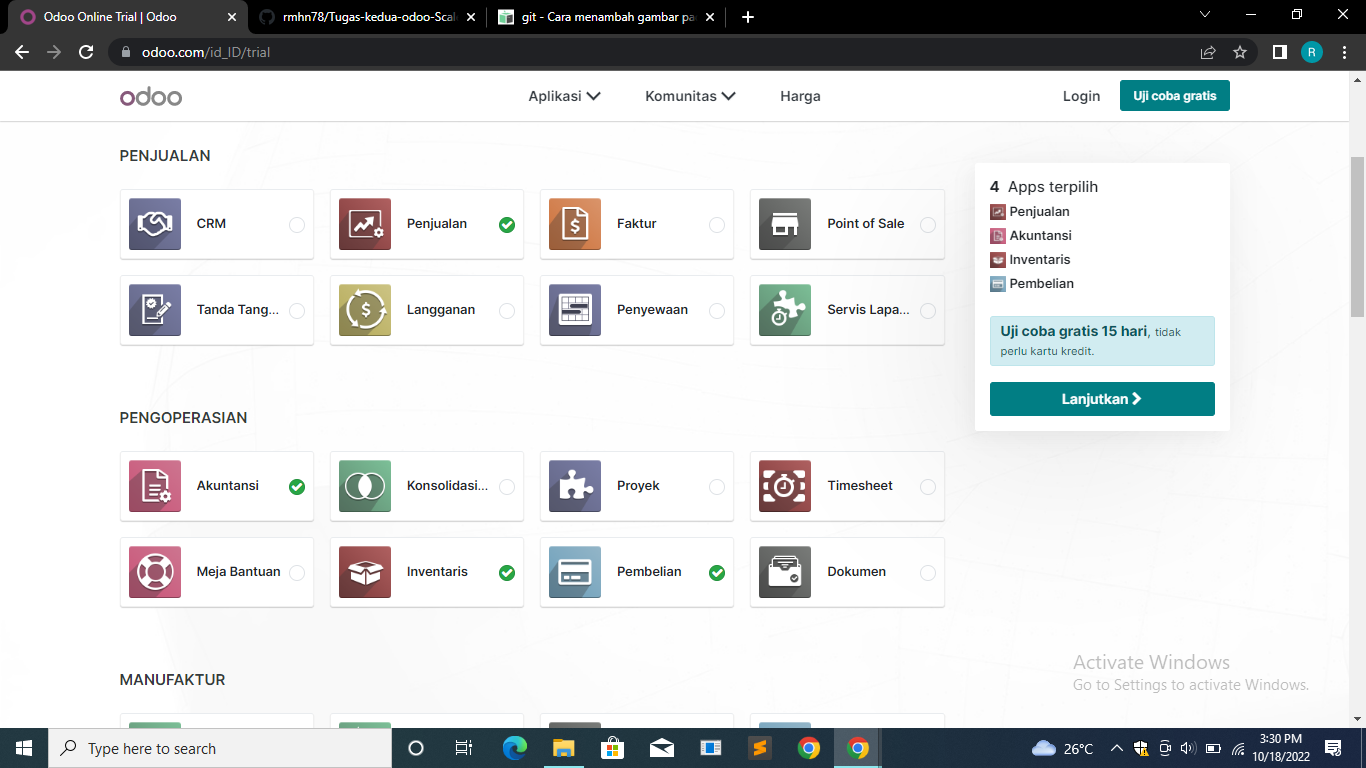 Odoo Online Trial | Odoo
rmhn78/Tugas-kedua-odoo-Scal
git - Cara menambah gambar pa
odoo.com/id_ID/trial
R
odoo
Aplikasi
Komunitas
Harga
Login
Uji coba gratis
PENJUALAN
CRM
Penjualan
Faktur
Point of Sale
Tanda Tang...
Langganan
Penyewaan
Servis Lapa...
4 Apps terpilih
Penjualan
Akuntansi
Inventaris
Pembelian
Uji coba gratis 15 hari, tidak
perlu kartu kredit.
Lanjutkan
PENGOPERASIAN
Akuntansi
Konsolidasi...
Proyek
Timesheet
Meja Bantuan
Inventaris
Pembelian
Dokumen
MANUFAKTUR
Activate Windows
Go to Settings to activate Windows.
Type here to search
26°C
3:30 PM
10/18/2022